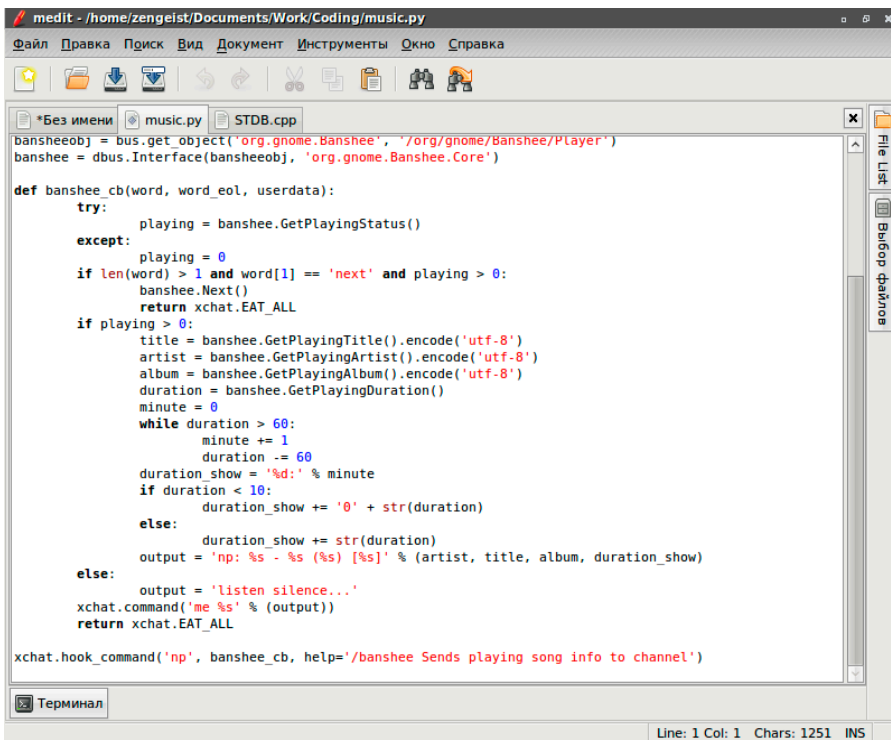 medit - /home/zengeist/Documents/Work/Coding/music.py
Файл Правка Поиск Вид Документ Инструменты Окно Справка
*Без имени music.py STDB.cpp
bansheeobj = bus.get_object('org.gnome.Banshee', '/org/gnome/Banshee/Player')
banshee = dbus.Interface(bansheeobj, 'org.gnome.Banshee.Core')
def banshee_cb(word, word_eol, userdata):
try:
playing = banshee.GetPlayingStatus()
except:
playing = 0
if len(word) > 1 and word[1] == 'next' and playing > 0:
banshee.Next()
return xchat.EAT_ALL
if playing > 0:
title = banshee.GetPlayingTitle().encode('utf-8')
artist = banshee.GetPlayingArtist().encode('utf-8')
album = banshee.GetPlayingAlbum().encode('utf-8')
duration = banshee.GetPlayingDuration()
minute = 0
while duration > 60:
minute += 1
duration -= 60
duration_show = '%d:' % minute
if duration < 10:
duration_show += '0' + str(duration)
else:
duration_show += str(duration)
output = 'np: %s - %s (%s) [%s]' % (artist, title, album, duration_show)
else:
output = 'listen silence...'
xchat.command('me %s' % (output))
return xchat.EAT_ALL
xchat.hook_command('np', banshee_cb, help='/banshee Sends playing song info to channel')
File List
Выбор файлов
Терминал
Line: 1 Col: 1 Chars: 1251 INS